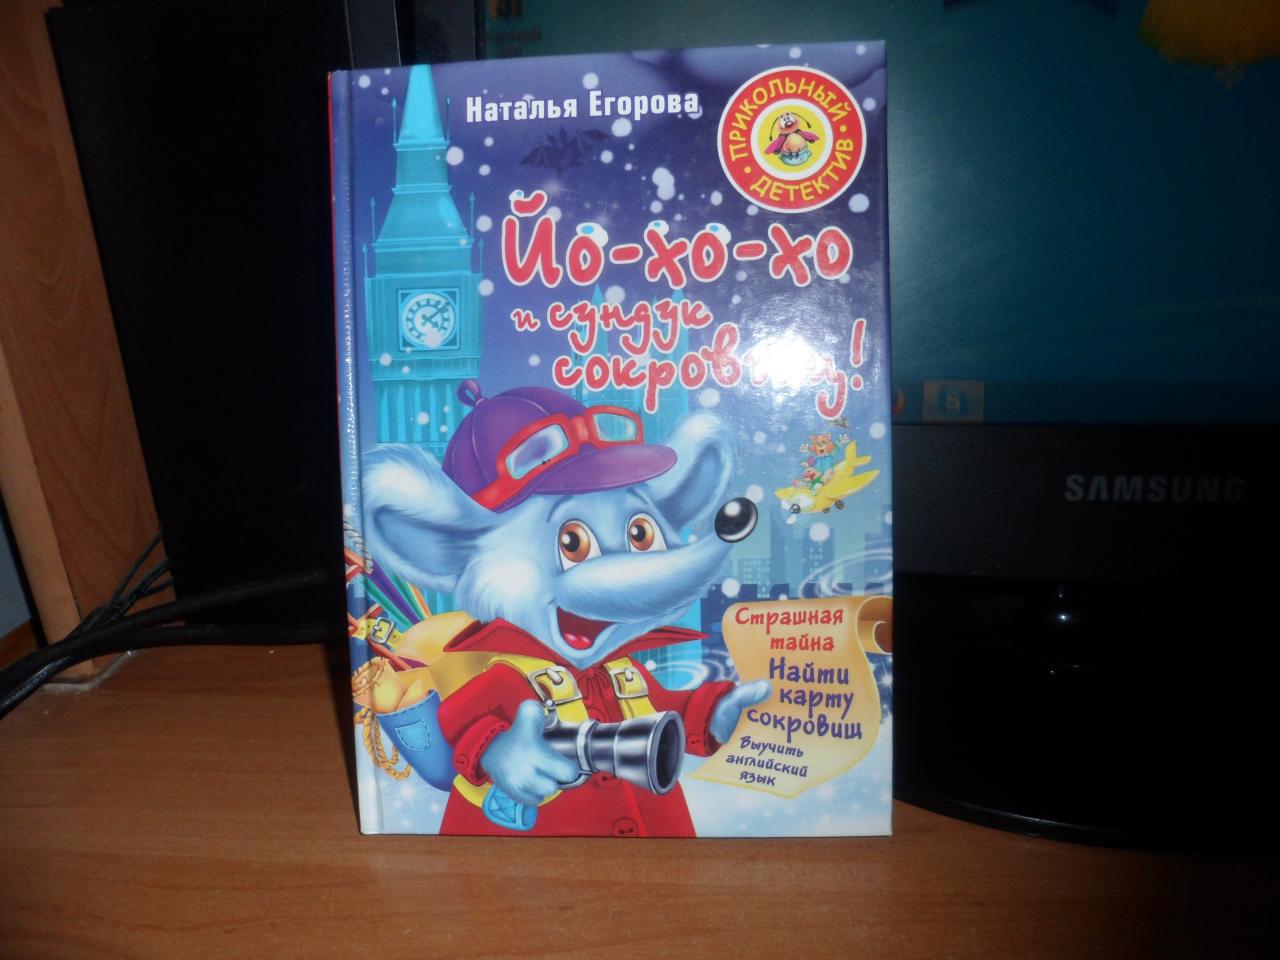 Наталья Егорова
ПРИКОЛЬНЫЙ
ДЕТЕКТИВ
Йо-хо-хо
и сундук
сокровищ!
Страшная
тайна
Найти
карту
сокровищ
Выучить
английский
язык
SAMSUNG